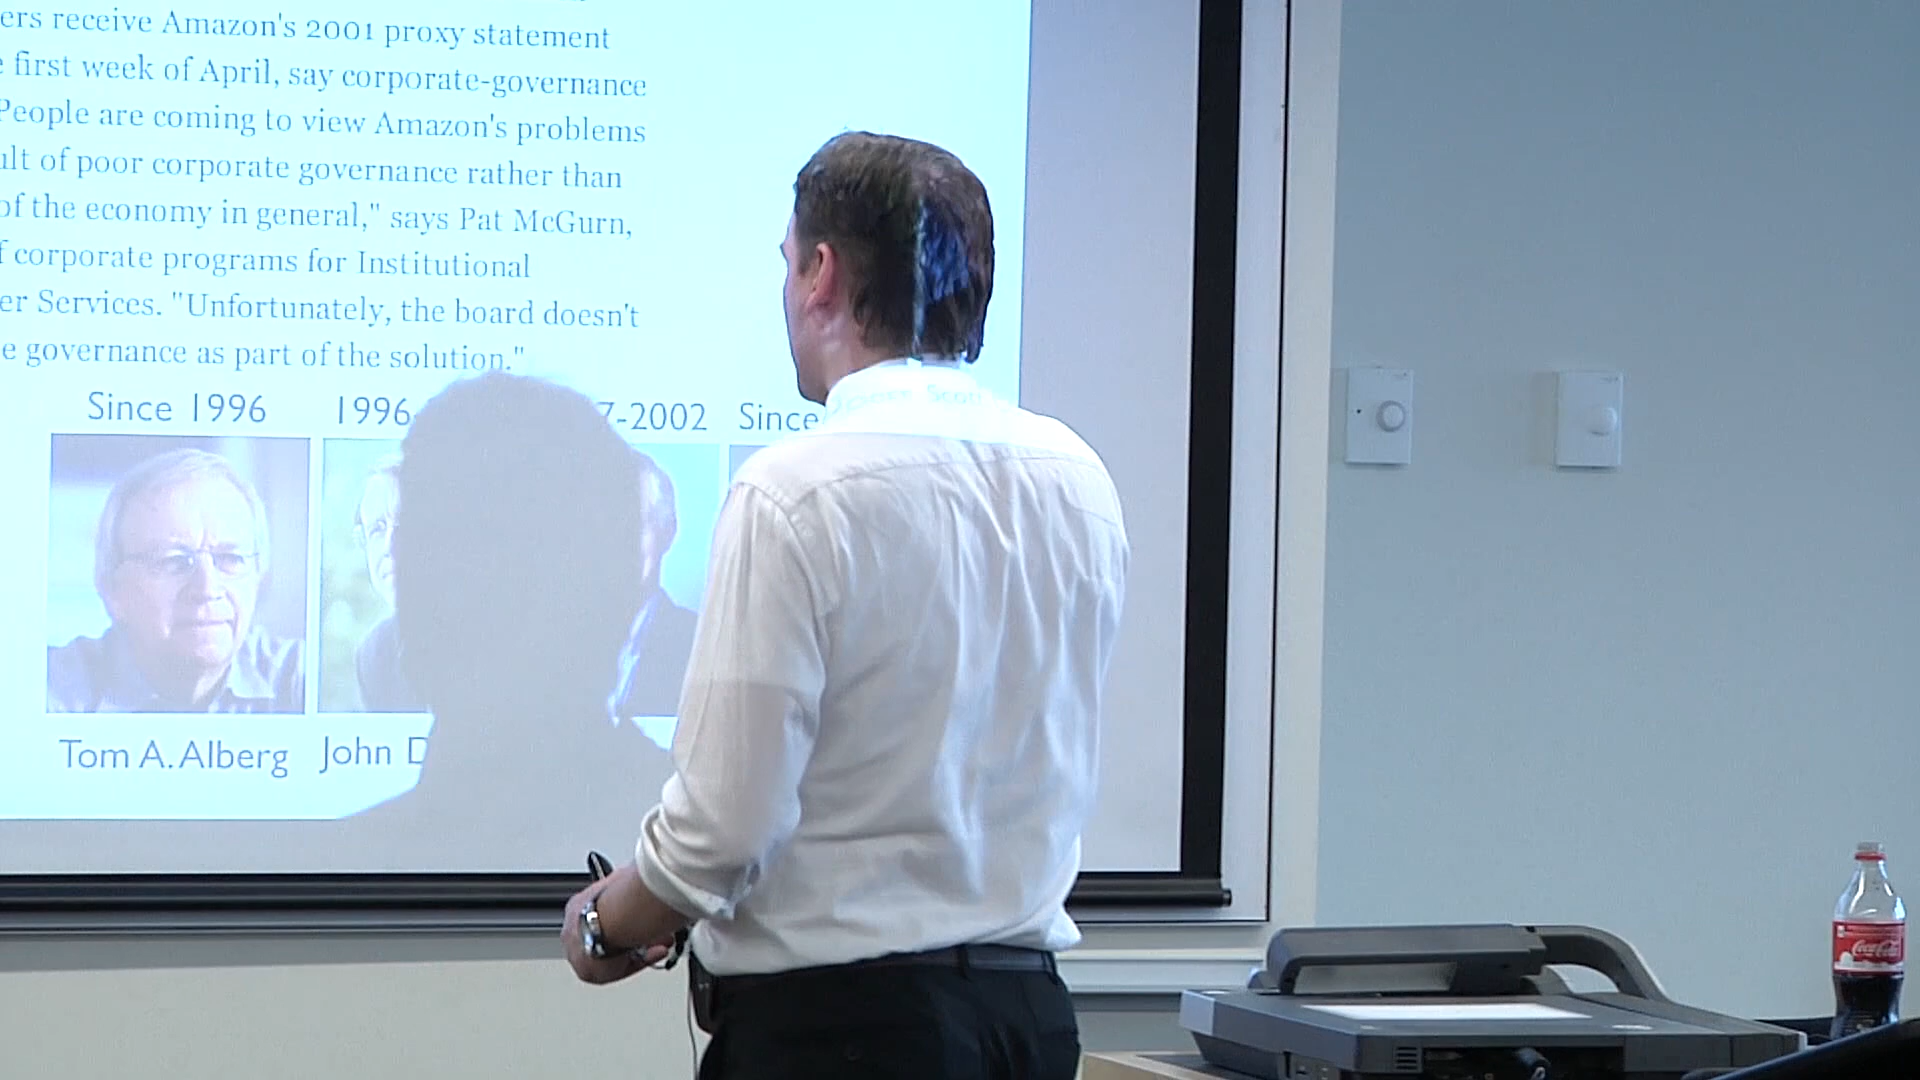 ers receive Amazon's 2001 proxy statement
first week of April, say corporate-governance
People are coming to view Amazon's problems
ult of poor corporate governance rather than
of the economy in general," says Pat McGurn,
f corporate programs for Institutional
er Services. "Unfortunately, the board doesn't
e governance as part of the solution."
Since 1996 1996- 7-2002 Since
Scott
Tom A. Alberg John D
Coca-Cola